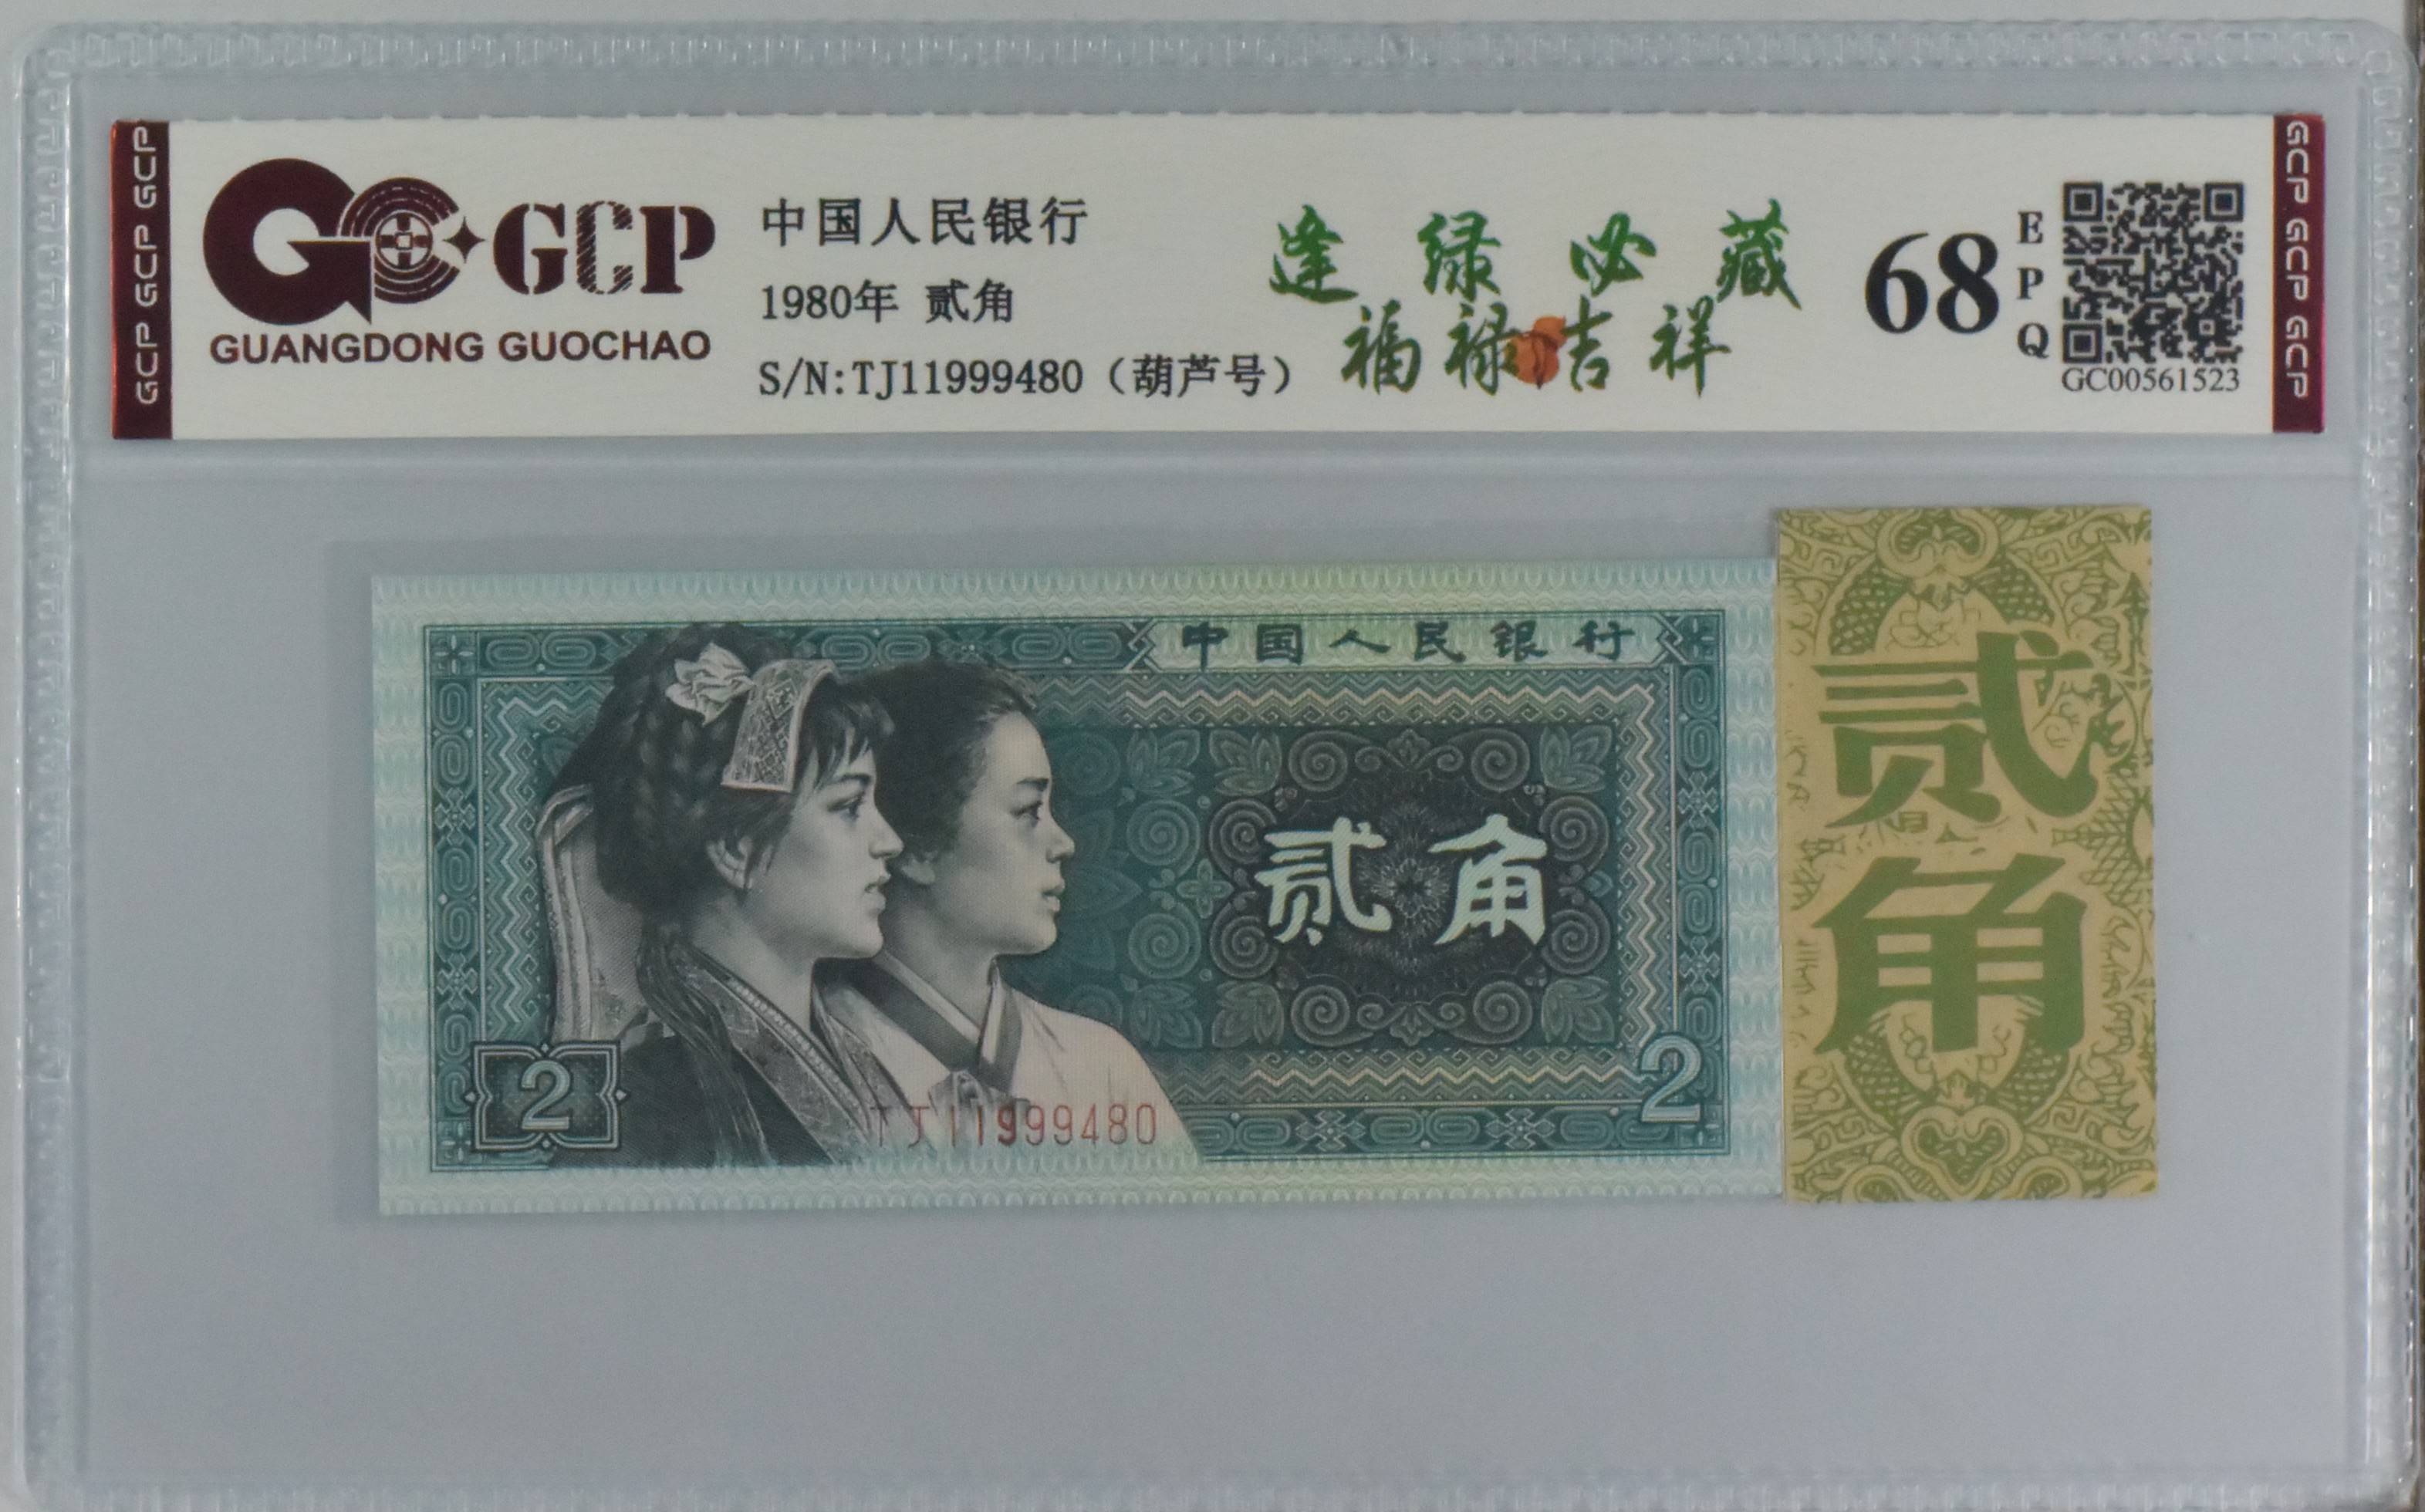 GCP GCP GCP
GCP
GUANGDONG GUOCHAO
中国人民银行
1980年 贰角
S/N:TJ11999480（葫芦号）
逢绿必藏
福禄吉祥
68
EPQ
GC00561523
GCP GCP GCP
中国人民银行
贰角
2
2
TJ11999480
贰角